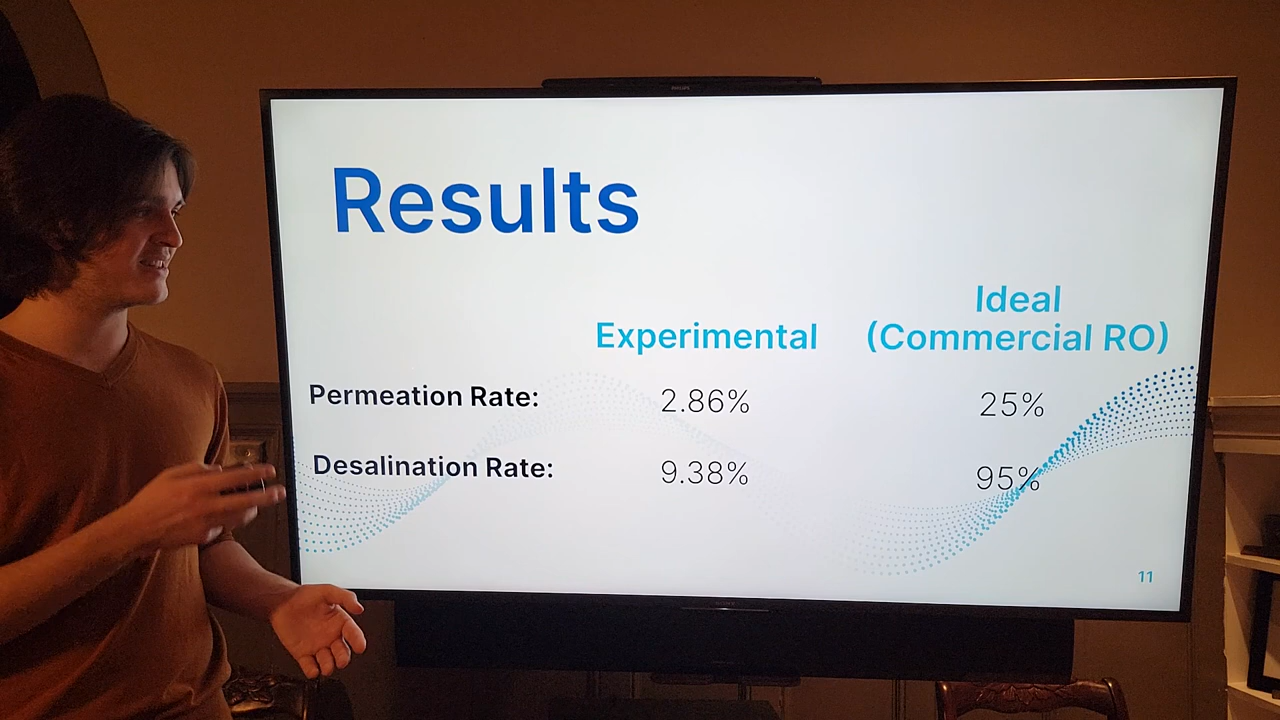 Results
Experimental
Ideal
(Commercial RO)
Permeation Rate: 2.86% 25%
Desalination Rate: 9.38% 95%
11